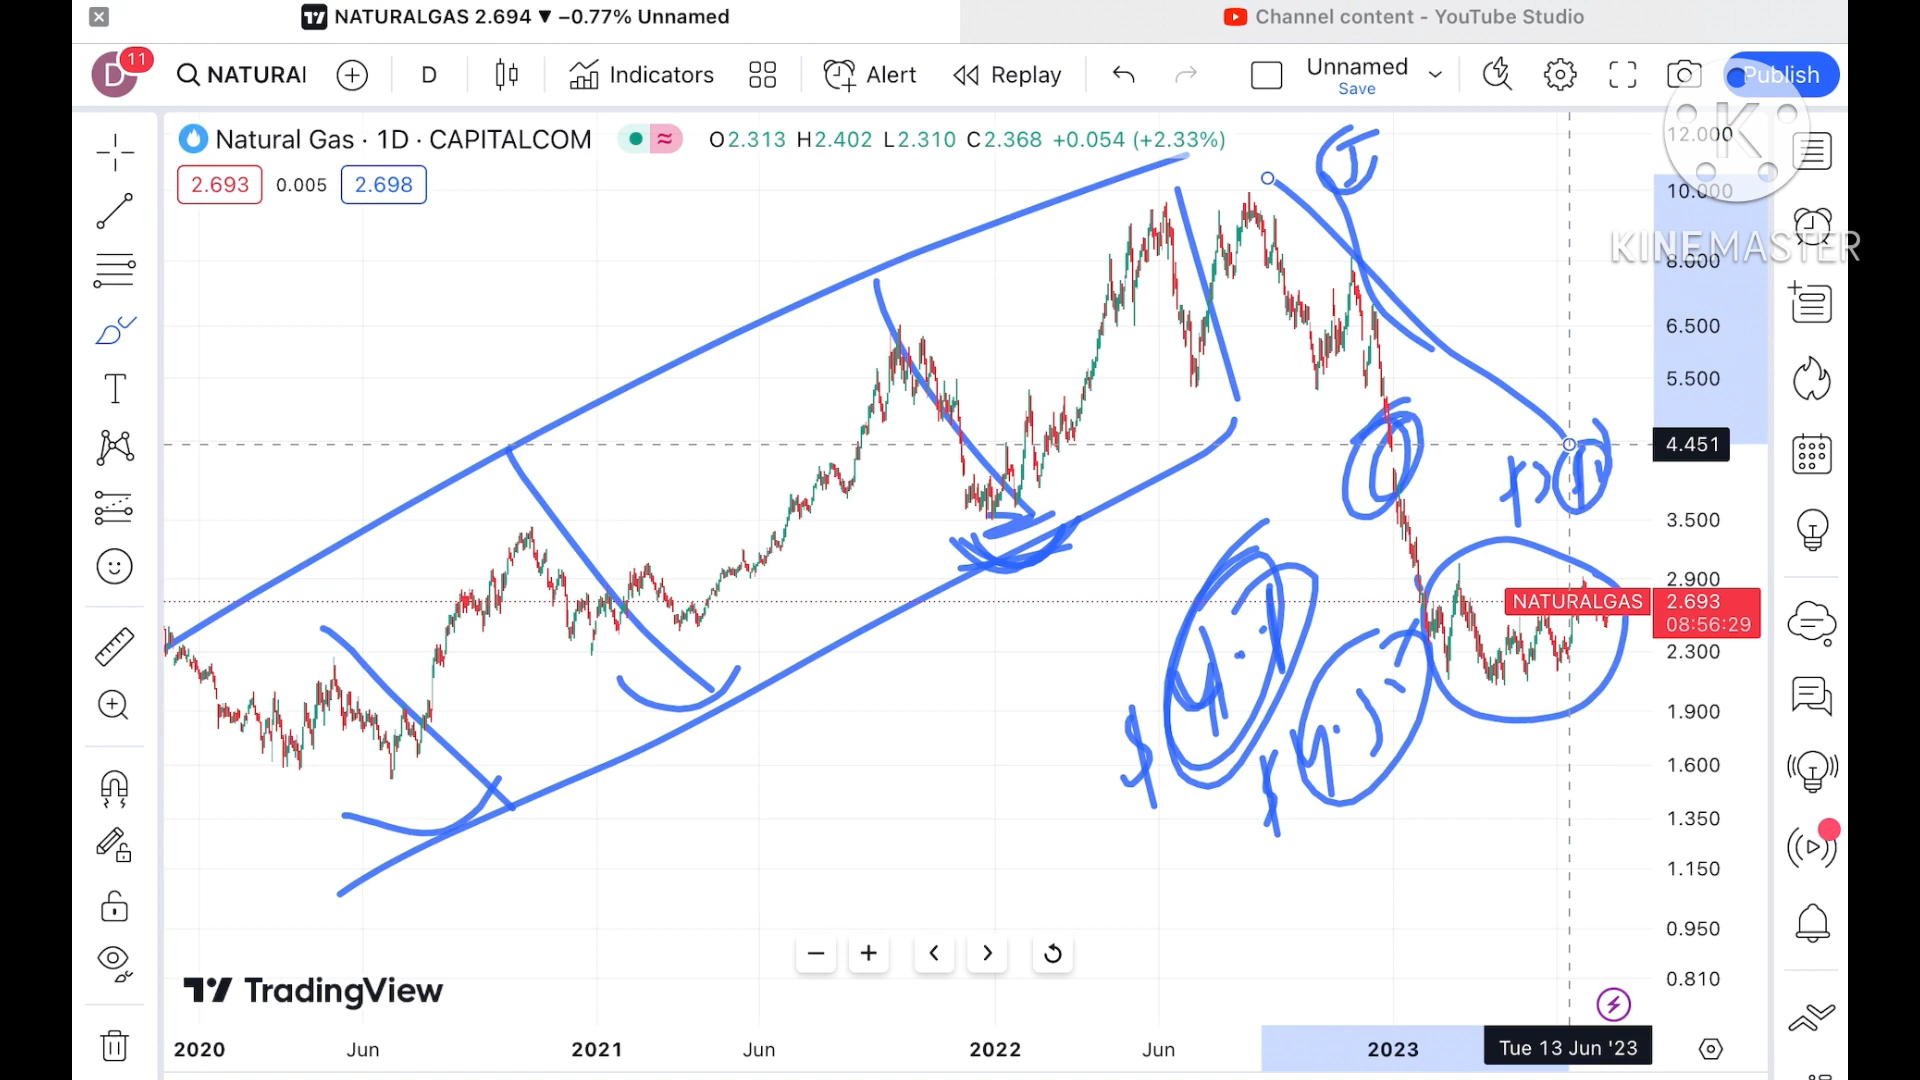 NATURALGAS 2.694 ▼ −0.77% Unnamed
Channel content - YouTube Studio
D
11
NATURAL
D
Indicators
Alert
Replay
Unnamed
Save
Publish
Natural Gas · 1D · CAPITALCOM
O2.313 H2.402 L2.310 C2.368 +0.054 (+2.33%)
2.693
0.005
2.698
K
KINEMASTER
12.000
10.000
8.000
6.500
5.500
4.451
3.500
2.900
NATURALGAS
2.693
08:56:29
2.300
1.900
1.600
1.350
1.150
0.950
0.810
TradingView
2020
Jun
2021
Jun
2022
Jun
2023
Tue 13 Jun '23